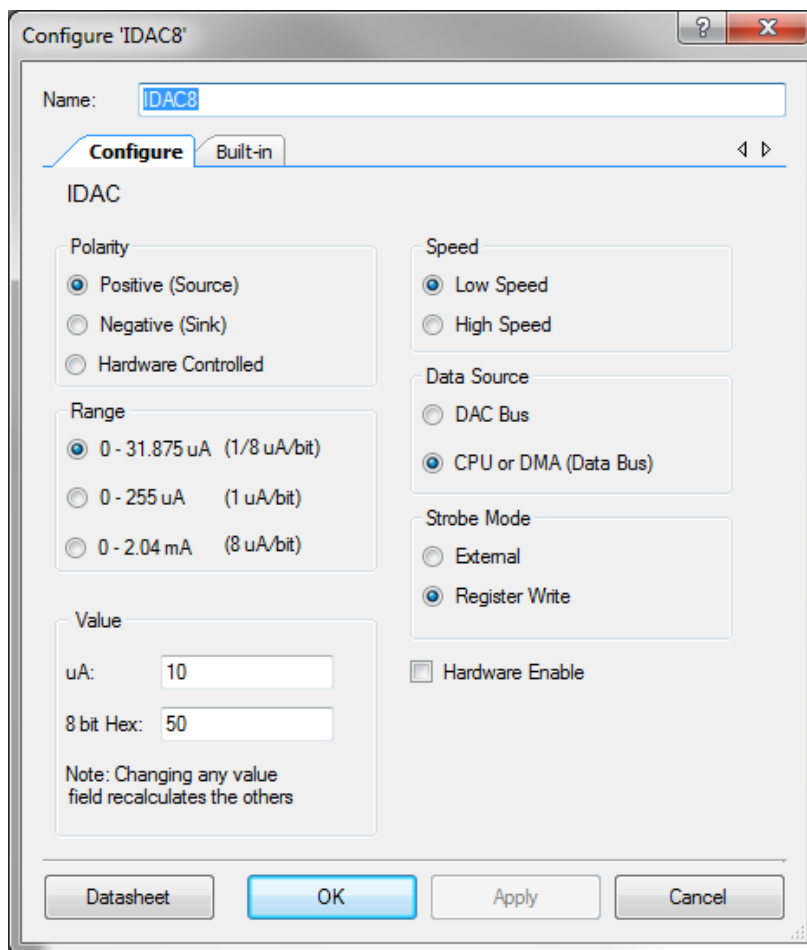 Configure 'IDAC8'
?
X
Name: IDAC8
Configure Built-in
IDAC
Polarity
Positive (Source)
Negative (Sink)
Hardware Controlled
Range
0 - 31.875 uA (1/8 uA/bit)
0 - 255 uA (1 uA/bit)
0 - 2.04 mA (8 uA/bit)
Value
uA: 10
8 bit Hex: 50
Note: Changing any value
field recalculates the others
Speed
Low Speed
High Speed
Data Source
DAC Bus
CPU or DMA (Data Bus)
Strobe Mode
External
Register Write
Hardware Enable
Datasheet OK Apply Cancel